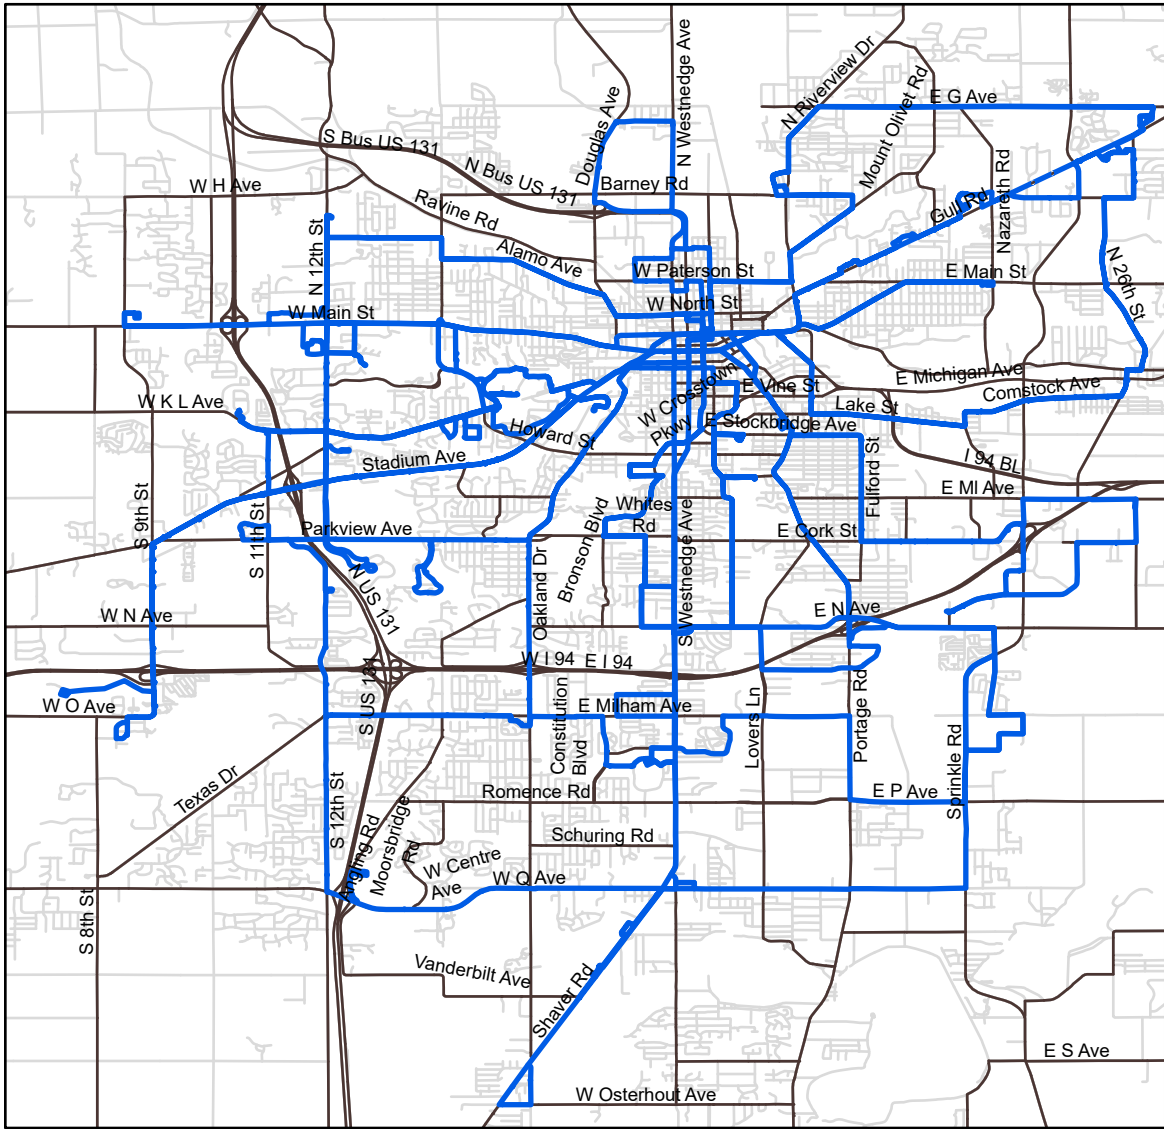 N Westnedge Ave
N Riverview Dr
Mount Olivet Rd
E G Ave
Douglas Ave
S Bus US 131
N Bus US 131
Barney Rd
W H Ave
Ravine Rd
Gull Rd
Nazareth Rd
N 12th St
Alamo Ave
W Paterson St
E Main St
N 26th St
W North St
W Main St
E Michigan Ave
W Crosstown
Pkwy
E Vine St
Comstock Ave
W K L Ave
Lake St
Howard St
E Stockbridge Ave
Stadium Ave
I 94 BL
Fulford St
E MI Ave
S 9th St
S 11th St
Parkview Ave
Bronson Blvd
Whites
Rd
S Westnedge Ave
E Cork St
N US 131
Oakland Dr
W N Ave
E N Ave
W I 94
E I 94
S US 131
W O Ave
Constitution
Blvd
E Milham Ave
Lovers Ln
Portage Rd
Sprinkle Rd
Texas Dr
S 12th St
Romence Rd
E P Ave
Angling Rd
Moorsbridge
Rd
Schuring Rd
W Centre
Ave
W Q Ave
S 8th St
Vanderbilt Ave
Shaver Rd
E S Ave
W Osterhout Ave